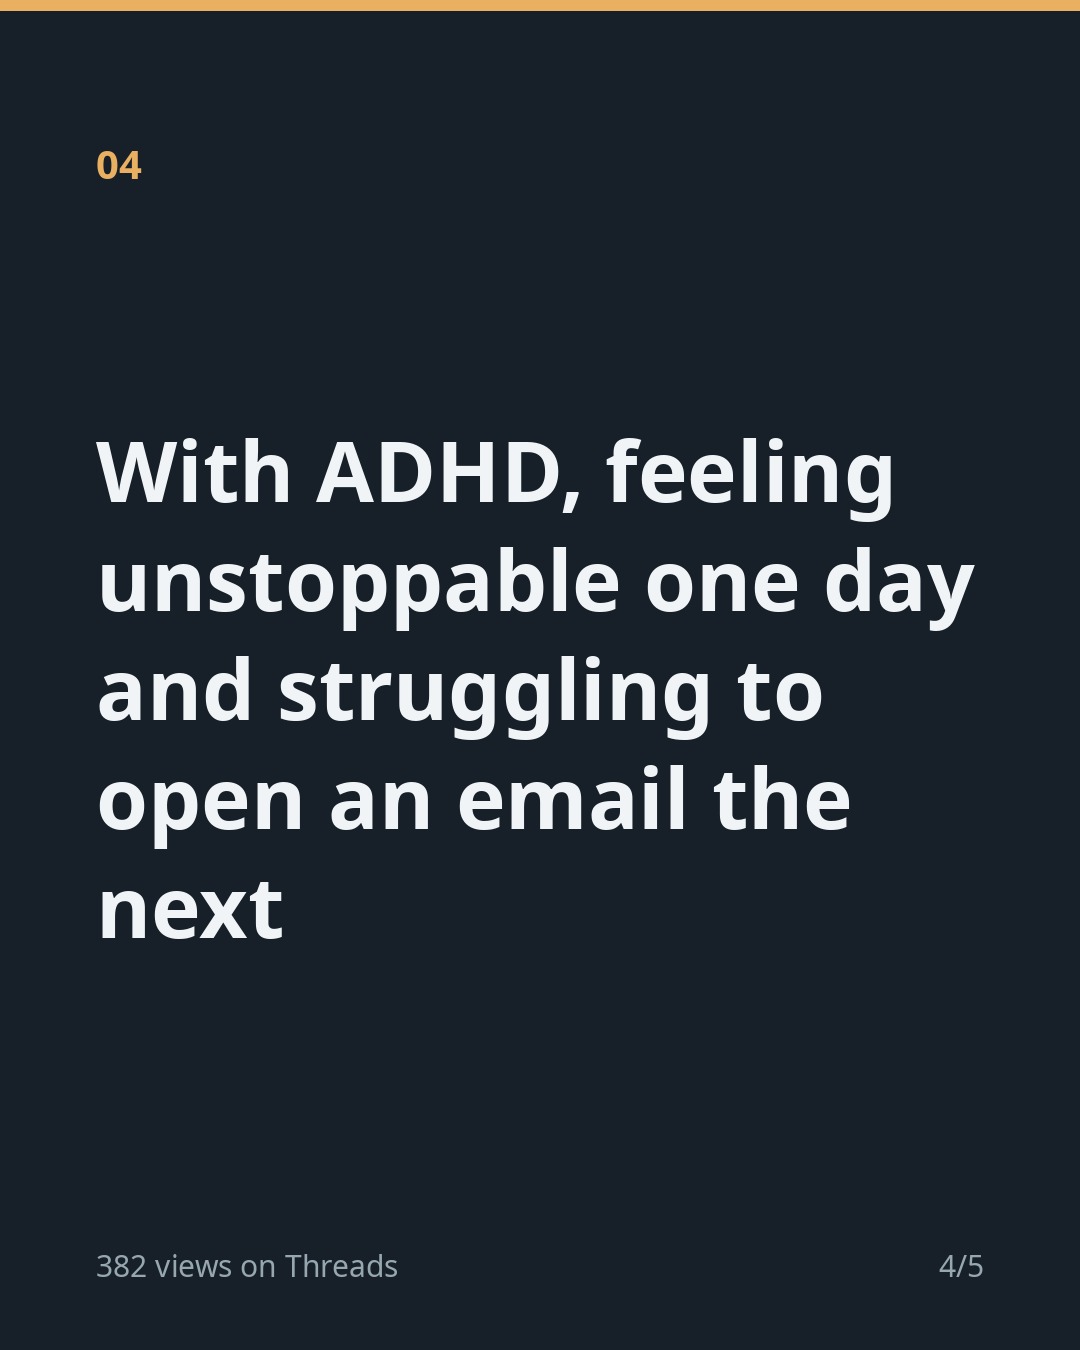 04
With ADHD, feeling
unstoppable one day
and struggling to
open an email the
next
382 views on Threads
4/5